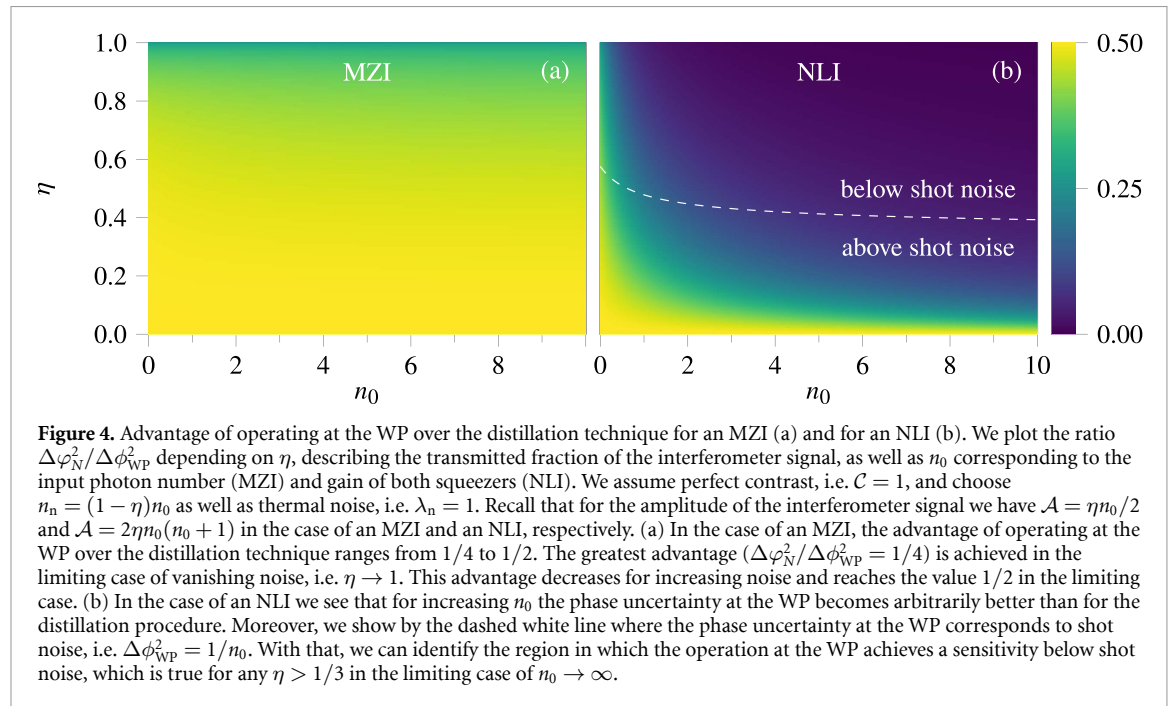 MZI (a)
NLI (b)
below shot noise
above shot noise
η
1.0
0.8
0.6
0.4
0.2
0.0
0 2 4 6 8
n₀
0 2 4 6 8 10
n₀
0.50
0.25
0.00
Figure 4. Advantage of operating at the WP over the distillation technique for an MZI (a) and for an NLI (b). We plot the ratio
Δφ²_N/Δϕ²_WP depending on η, describing the transmitted fraction of the interferometer signal, as well as n₀ corresponding to the
input photon number (MZI) and gain of both squeezers (NLI). We assume perfect contrast, i.e. 𝒞 = 1, and choose
nₙ = (1 − η)n₀ as well as thermal noise, i.e. λₙ = 1. Recall that for the amplitude of the interferometer signal we have 𝒜 = ηn₀/2
and 𝒜 = 2ηn₀(n₀ + 1) in the case of an MZI and an NLI, respectively. (a) In the case of an MZI, the advantage of operating at the
WP over the distillation technique ranges from 1/4 to 1/2. The greatest advantage (Δφ²_N/Δϕ²_WP = 1/4) is achieved in the
limiting case of vanishing noise, i.e. η → 1. This advantage decreases for increasing noise and reaches the value 1/2 in the limiting
case. (b) In the case of an NLI we see that for increasing n₀ the phase uncertainty at the WP becomes arbitrarily better than for the
distillation procedure. Moreover, we show by the dashed white line where the phase uncertainty at the WP corresponds to shot
noise, i.e. Δϕ²_WP = 1/n₀. With that, we can identify the region in which the operation at the WP achieves a sensitivity below shot
noise, which is true for any η > 1/3 in the limiting case of n₀ → ∞.